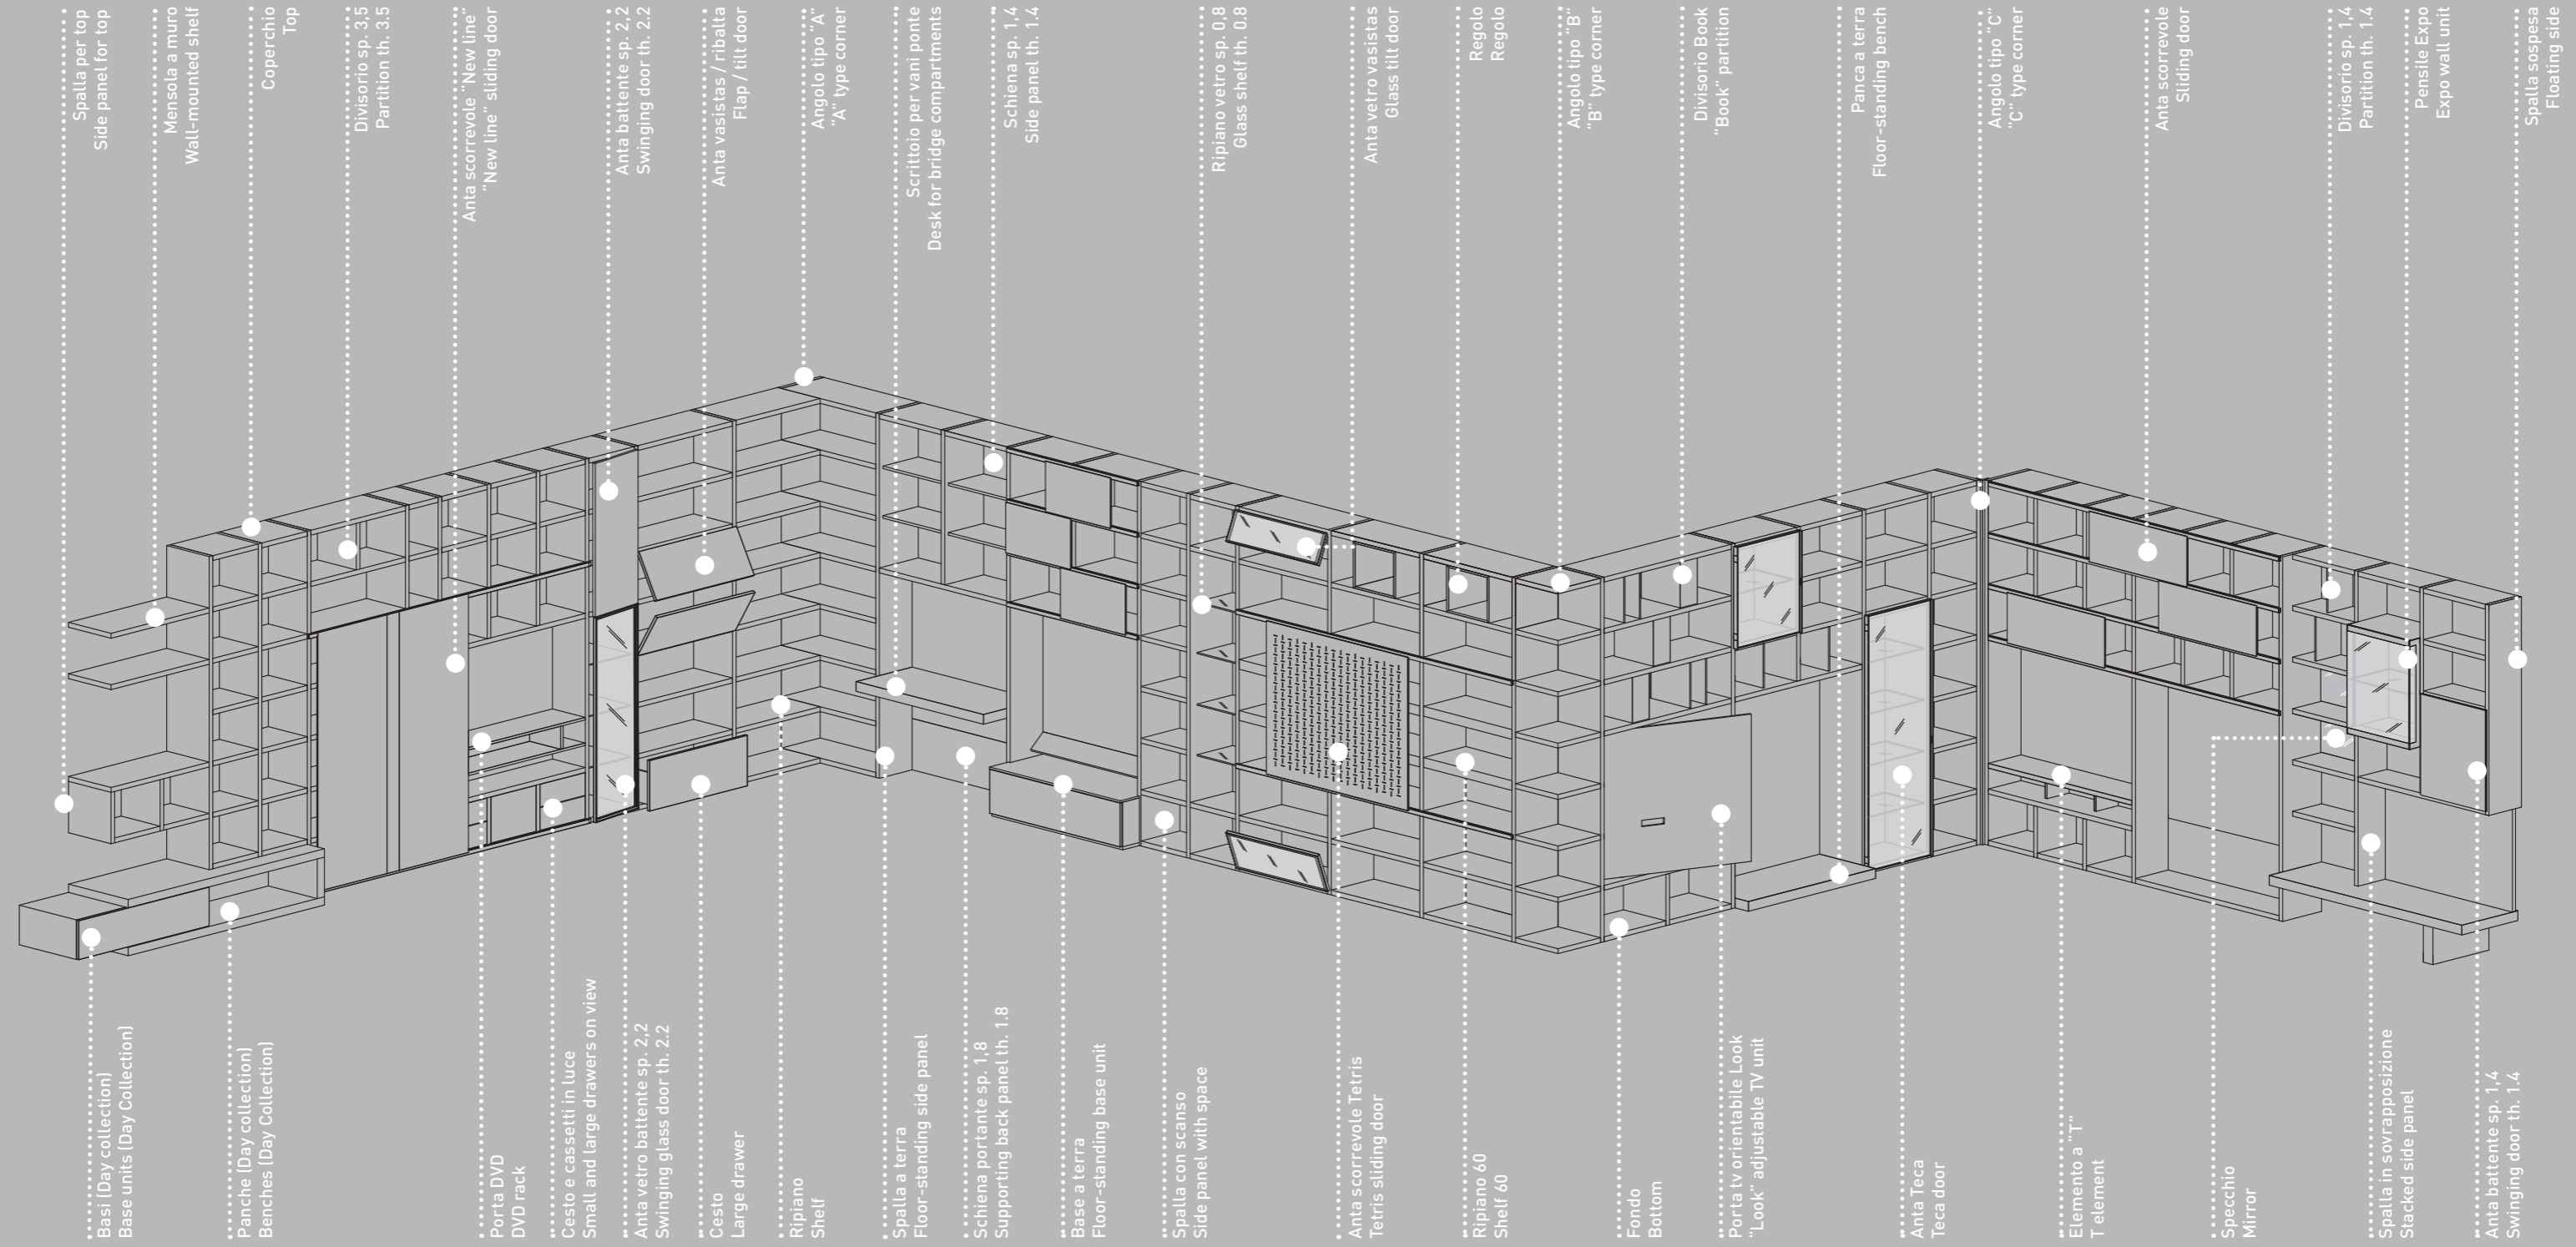 Spalla per top
Side panel for top
Mensola a muro
Wall-mounted shelf
Coperchio
Top
Divisorio sp. 3,5
Partition th. 3.5
Anta scorrevole “New line”
“New line” sliding door
Anta battente sp. 2,2
Swinging door th. 2.2
Anta vasistas / ribalta
Flap / tilt door
Angolo tipo “A”
“A” type corner
Scrittoio per vani ponte
Desk for bridge compartments
Schiena sp. 1,4
Side panel th. 1.4
Ripiano vetro sp. 0,8
Glass shelf th. 0.8
Anta vetro vasistas
Glass tilt door
Regolo
Regolo
Angolo tipo “B”
“B” type corner
Divisorio Book
“Book” partition
Panca a terra
Floor-standing bench
Angolo tipo “C”
“C” type corner
Anta scorrevole
Sliding door
Divisorio sp. 1,4
Partition th. 1.4
Pensile Expo
Expo wall unit
Spalla sospesa
Floating side
Basi (Day collection)
Base units (Day Collection)
Panche (Day collection)
Benches (Day Collection)
Porta DVD
DVD rack
Cesto e cassetti in luce
Small and large drawers on view
Anta vetro battente sp. 2,2
Swinging glass door th. 2.2
Cesto
Large drawer
Ripiano
Shelf
Spalla a terra
Floor-standing side panel
Schiena portante sp. 1,8
Supporting back panel th. 1.8
Base a terra
Floor-standing base unit
Spalla con scanso
Side panel with space
Anta scorrevole Tetris
Tetris sliding door
Ripiano 60
Shelf 60
Fondo
Bottom
Porta tv orientabile Look
“Look” adjustable TV unit
Anta Teca
Teca door
Elemento a “T”
T element
Specchio
Mirror
Spalla in sovrapposizione
Stacked side panel
Anta battente sp. 1,4
Swinging door th. 1.4